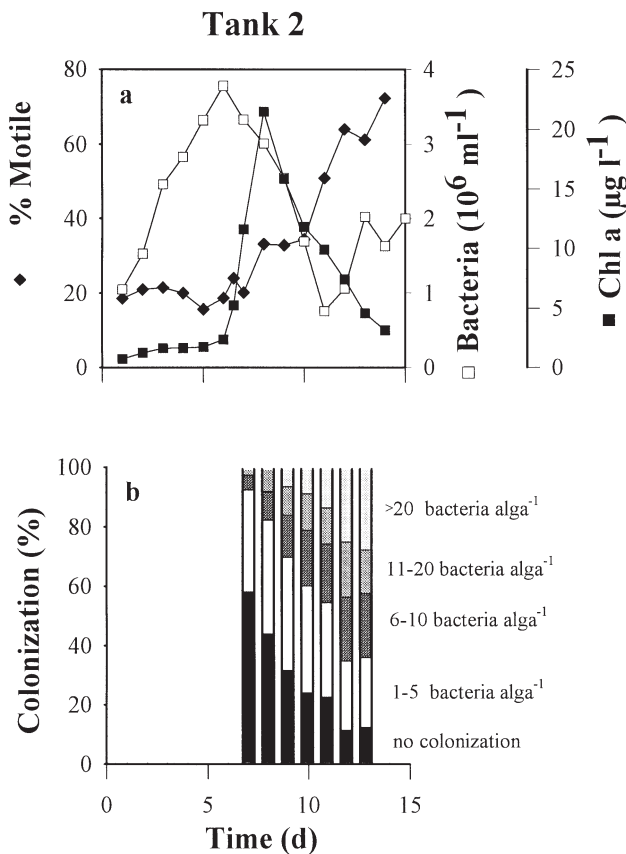 Tank 2
a
80
60
40
20
0
◆ % Motile
4
3
2
1
0
□ Bacteria (10⁶ ml⁻¹)
25
20
15
10
5
0
■ Chl a (µg l⁻¹)
b
100
80
60
40
20
0
Colonization (%)
>20 bacteria alga⁻¹
11-20 bacteria alga⁻¹
6-10 bacteria alga⁻¹
1-5 bacteria alga⁻¹
no colonization
0 5 10 15
Time (d)